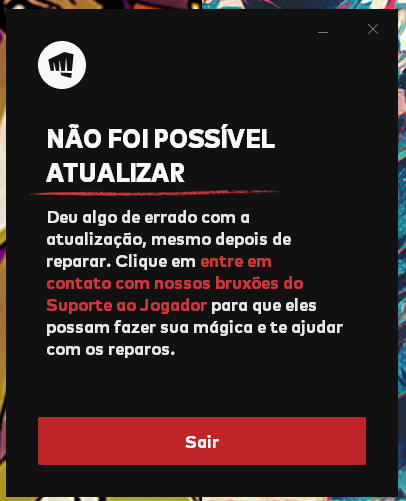 NÃO FOI POSSÍVEL
ATUALIZAR
Deu algo de errado com a
atualização, mesmo depois de
reparar. Clique em entre em
contato com nossos bruxões do
Suporte ao Jogador para que eles
possam fazer sua mágica e te ajudar
com os reparos.
Sair